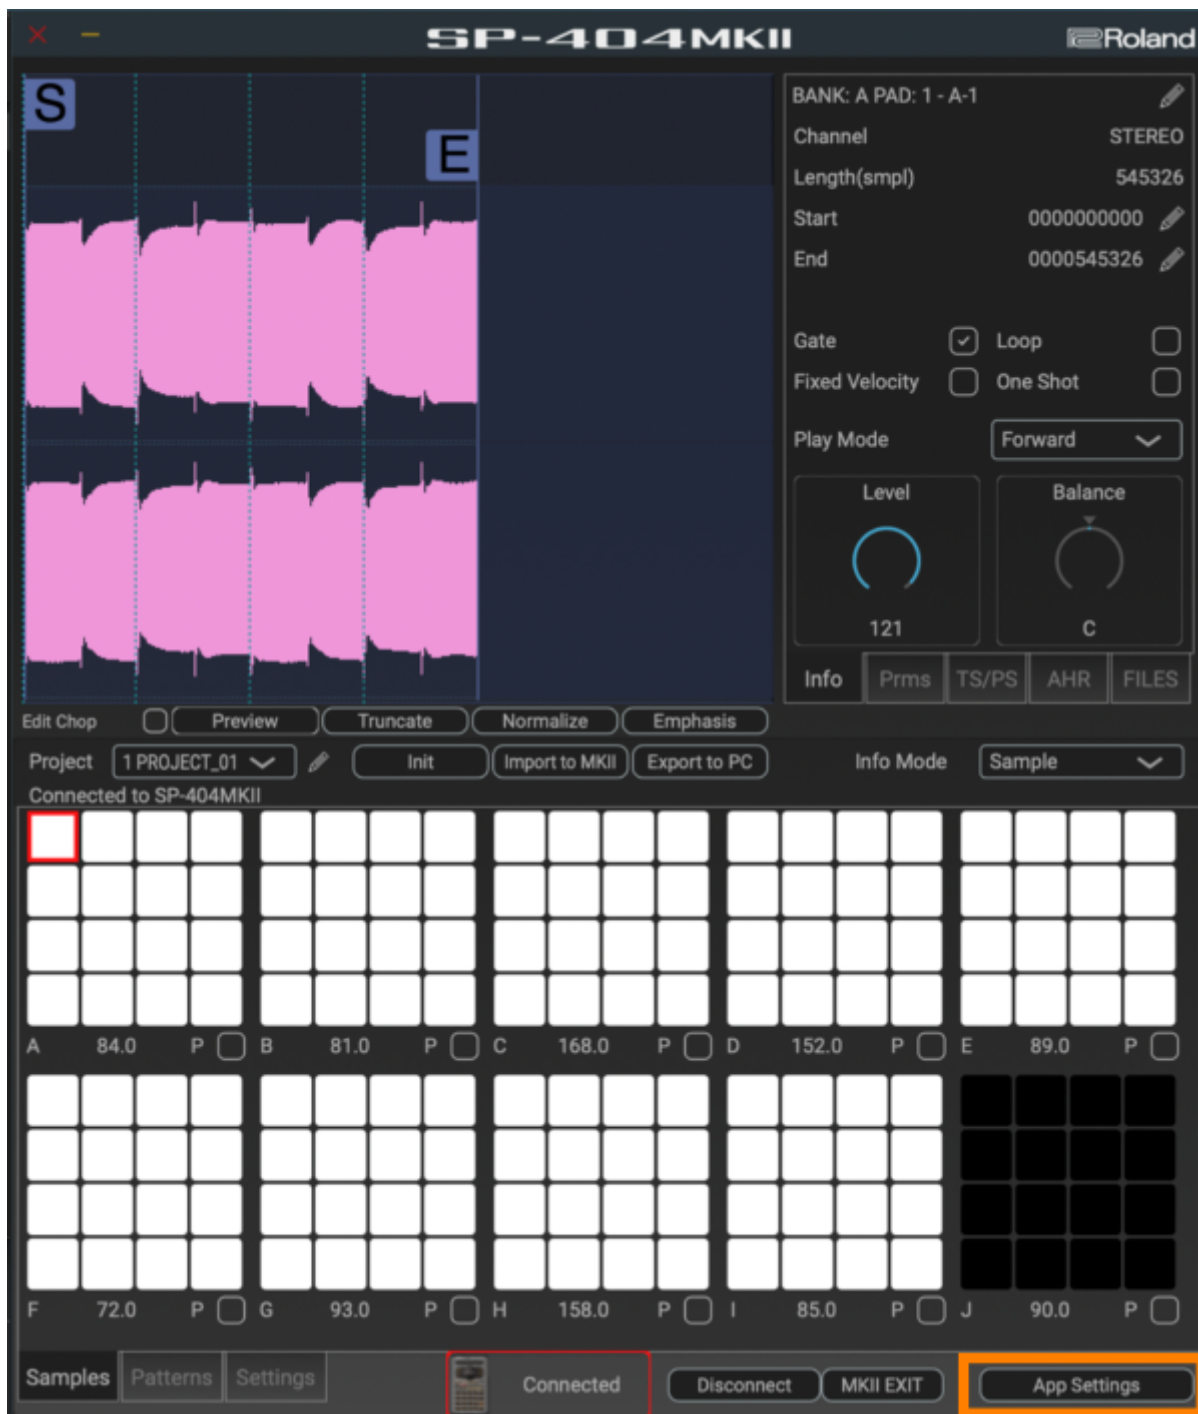 SP-404MKII Roland
S
E
BANK: A PAD: 1 - A-1
Channel STEREO
Length(smpl) 545326
Start 0000000000
End 0000545326
Gate Loop
Fixed Velocity One Shot
Play Mode Forward
Level Balance
121 C
Info Prms TS/PS AHR FILES
Edit Chop Preview Truncate Normalize Emphasis
Project 1 PROJECT_01 Init Import to MKII Export to PC Info Mode Sample
Connected to SP-404MKII
A 84.0 P B 81.0 P C 168.0 P D 152.0 P E 89.0 P
F 72.0 P G 93.0 P H 158.0 P I 85.0 P J 90.0 P
Samples Patterns Settings Connected Disconnect MKII EXIT App Settings